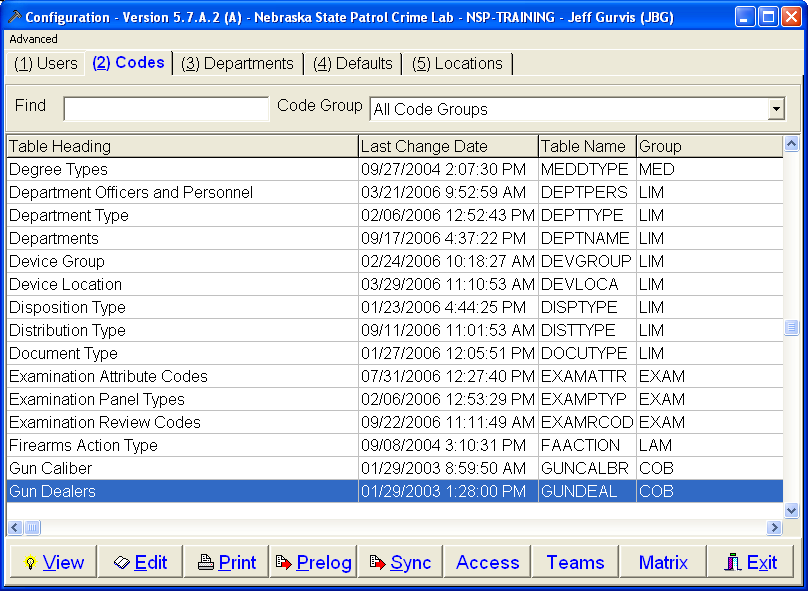 Configuration - Version 5.7.A.2 (A) - Nebraska State Patrol Crime Lab - NSP-TRAINING - Jeff Gurvis (JBG)
Advanced
(1) Users (2) Codes (3) Departments (4) Defaults (5) Locations
Find Code Group All Code Groups
Table Heading Last Change Date Table Name Group
Degree Types 09/27/2004 2:07:30 PM MEDDTYPE MED
Department Officers and Personnel 03/21/2006 9:52:59 AM DEPTPERS LIM
Department Type 02/06/2006 12:52:43 PM DEPTTYPE LIM
Departments 09/17/2006 4:37:22 PM DEPTNAME LIM
Device Group 02/24/2006 10:18:27 AM DEVGROUP LIM
Device Location 03/29/2006 11:10:53 AM DEVLOCA LIM
Disposition Type 01/23/2006 4:44:25 PM DISPTYPE LIM
Distribution Type 09/11/2006 11:01:53 AM DISTTYPE LIM
Document Type 01/27/2006 12:05:51 PM DOCUTYPE LIM
Examination Attribute Codes 07/31/2006 12:27:40 PM EXAMATTR EXAM
Examination Panel Types 02/06/2006 12:53:29 PM EXAMPTYP EXAM
Examination Review Codes 09/22/2006 11:11:49 AM EXAMRCOD EXAM
Firearms Action Type 09/08/2004 3:10:31 PM FAACTION LAM
Gun Caliber 01/29/2003 8:59:50 AM GUNCALBR COB
Gun Dealers 01/29/2003 1:28:00 PM GUNDEAL COB
View Edit Print Prelog Sync Access Teams Matrix Exit